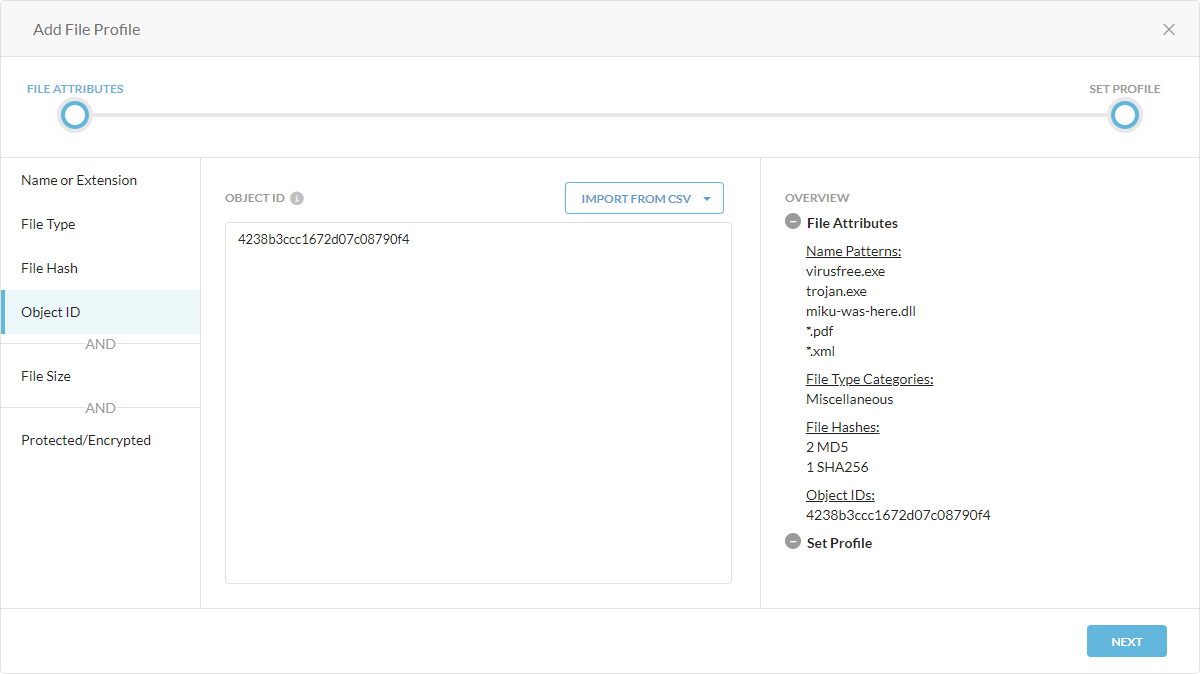 Add File Profile
FILE ATTRIBUTES
SET PROFILE
Name or Extension
File Type
File Hash
Object ID
AND
File Size
AND
Protected/Encrypted
OBJECT ID
IMPORT FROM CSV
4238b3ccc1672d07c08790f4
OVERVIEW
File Attributes
Name Patterns:
virusfree.exe
trojan.exe
miku-was-here.dll
*.pdf
*.xml
File Type Categories:
Miscellaneous
File Hashes:
2 MD5
1 SHA256
Object IDs:
4238b3ccc1672d07c08790f4
Set Profile
NEXT